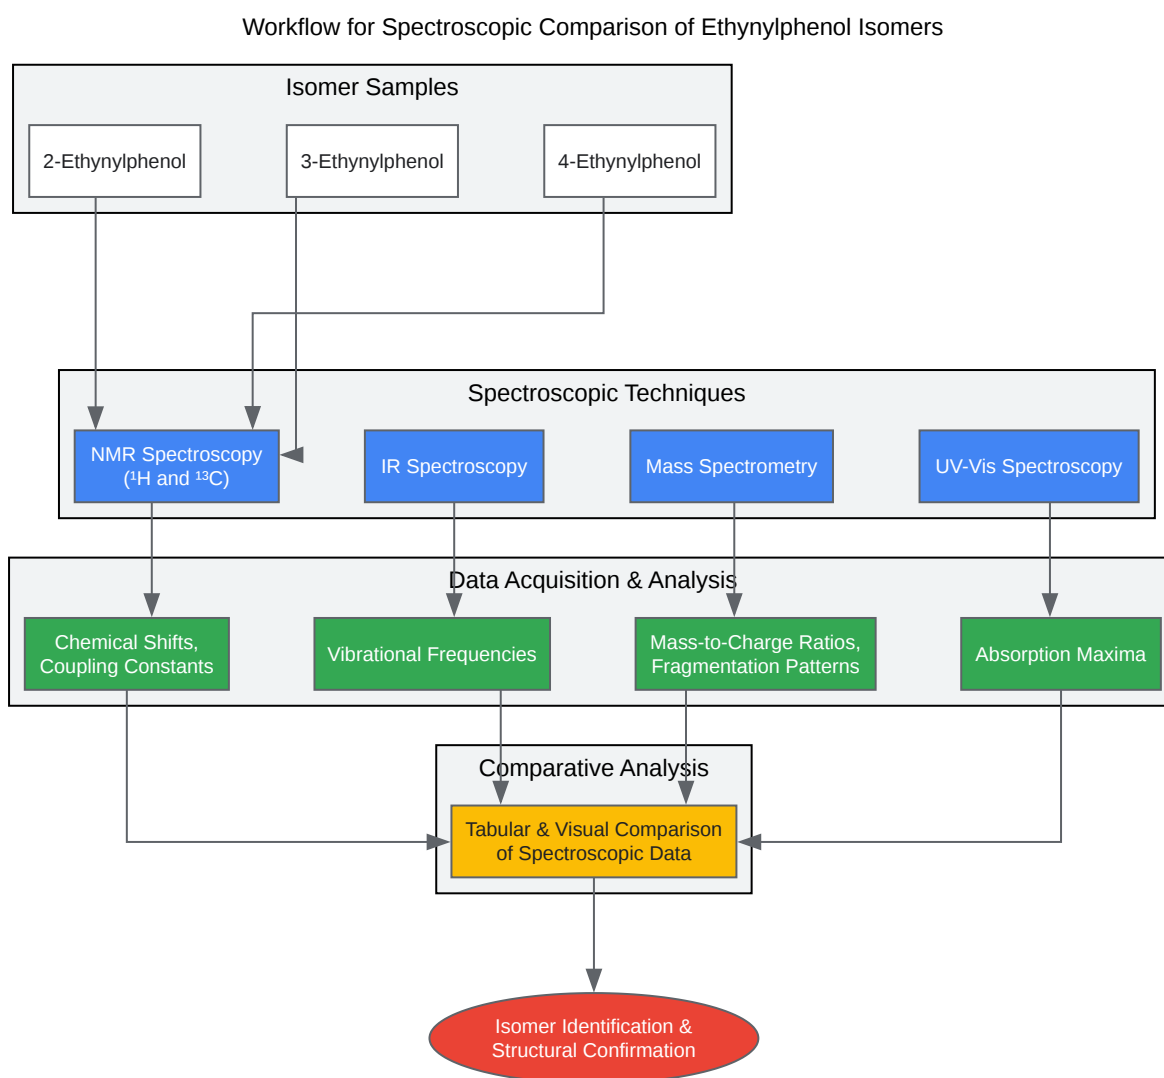 Workflow for Spectroscopic Comparison of Ethynylphenol Isomers
Isomer Samples
2-Ethynylphenol
3-Ethynylphenol
4-Ethynylphenol
Spectroscopic Techniques
NMR Spectroscopy
(¹H and ¹³C)
IR Spectroscopy
Mass Spectrometry
UV-Vis Spectroscopy
Data Acquisition & Analysis
Chemical Shifts,
Coupling Constants
Vibrational Frequencies
Mass-to-Charge Ratios,
Fragmentation Patterns
Absorption Maxima
Comparative Analysis
Tabular & Visual Comparison
of Spectroscopic Data
Isomer Identification &
Structural Confirmation